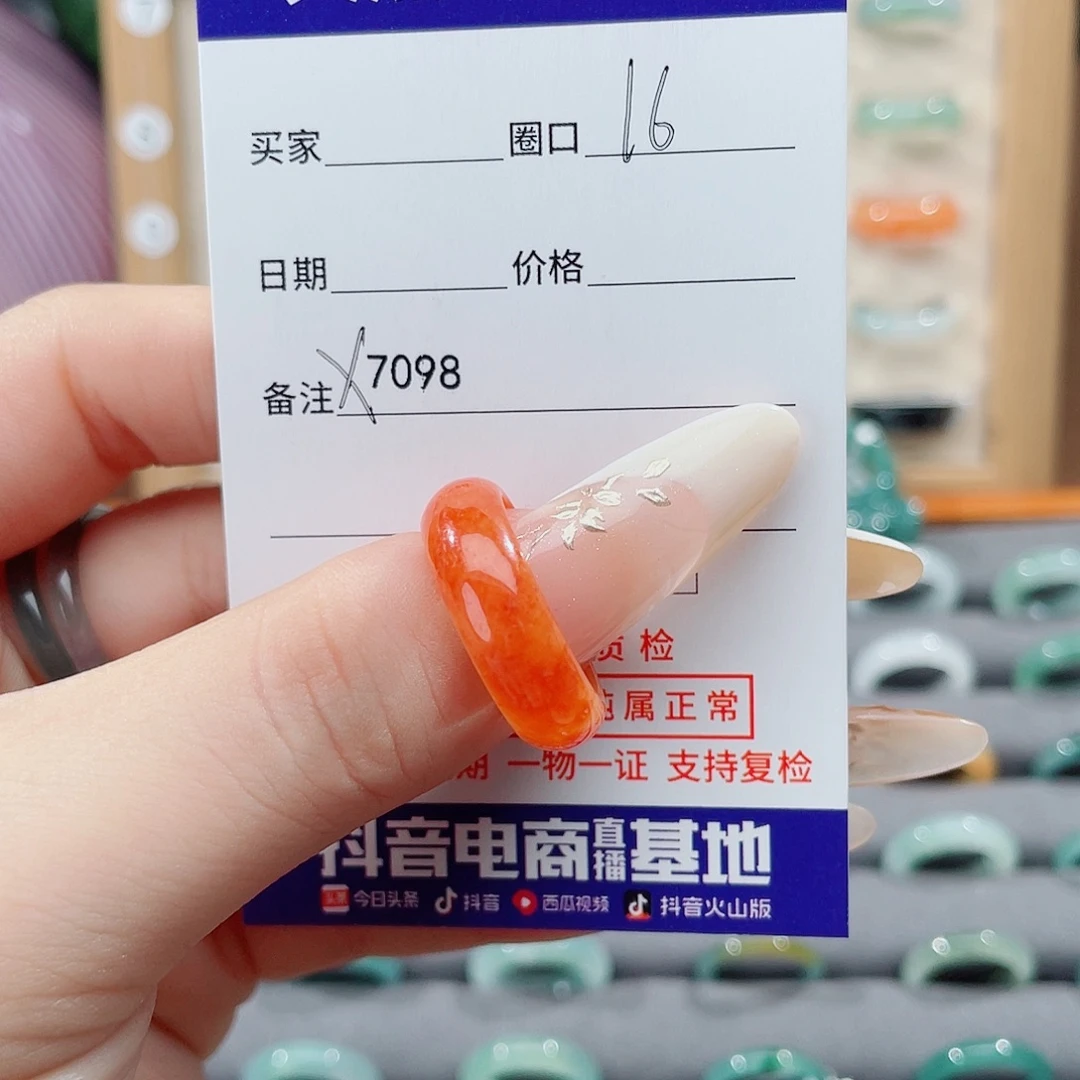 买家 圈口 16
日期 价格
备注 X7098
质检
属正常
期 一物一证 支持复检
抖音电商直播基地
今日头条 抖音 西瓜视频 抖音火山版